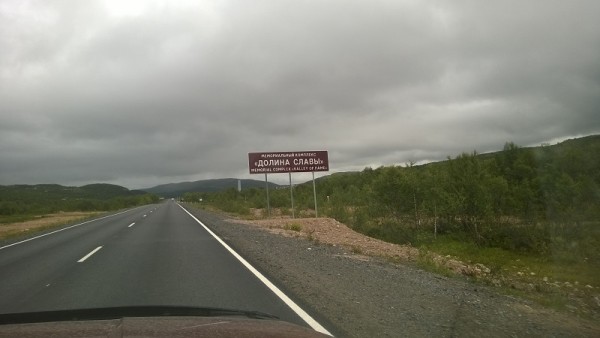 МЕМОРИАЛЬНЫЙ КОМПЛЕКС
«ДОЛИНА СЛАВЫ»
MEMORIAL COMPLEX «VALLEY OF FAME»